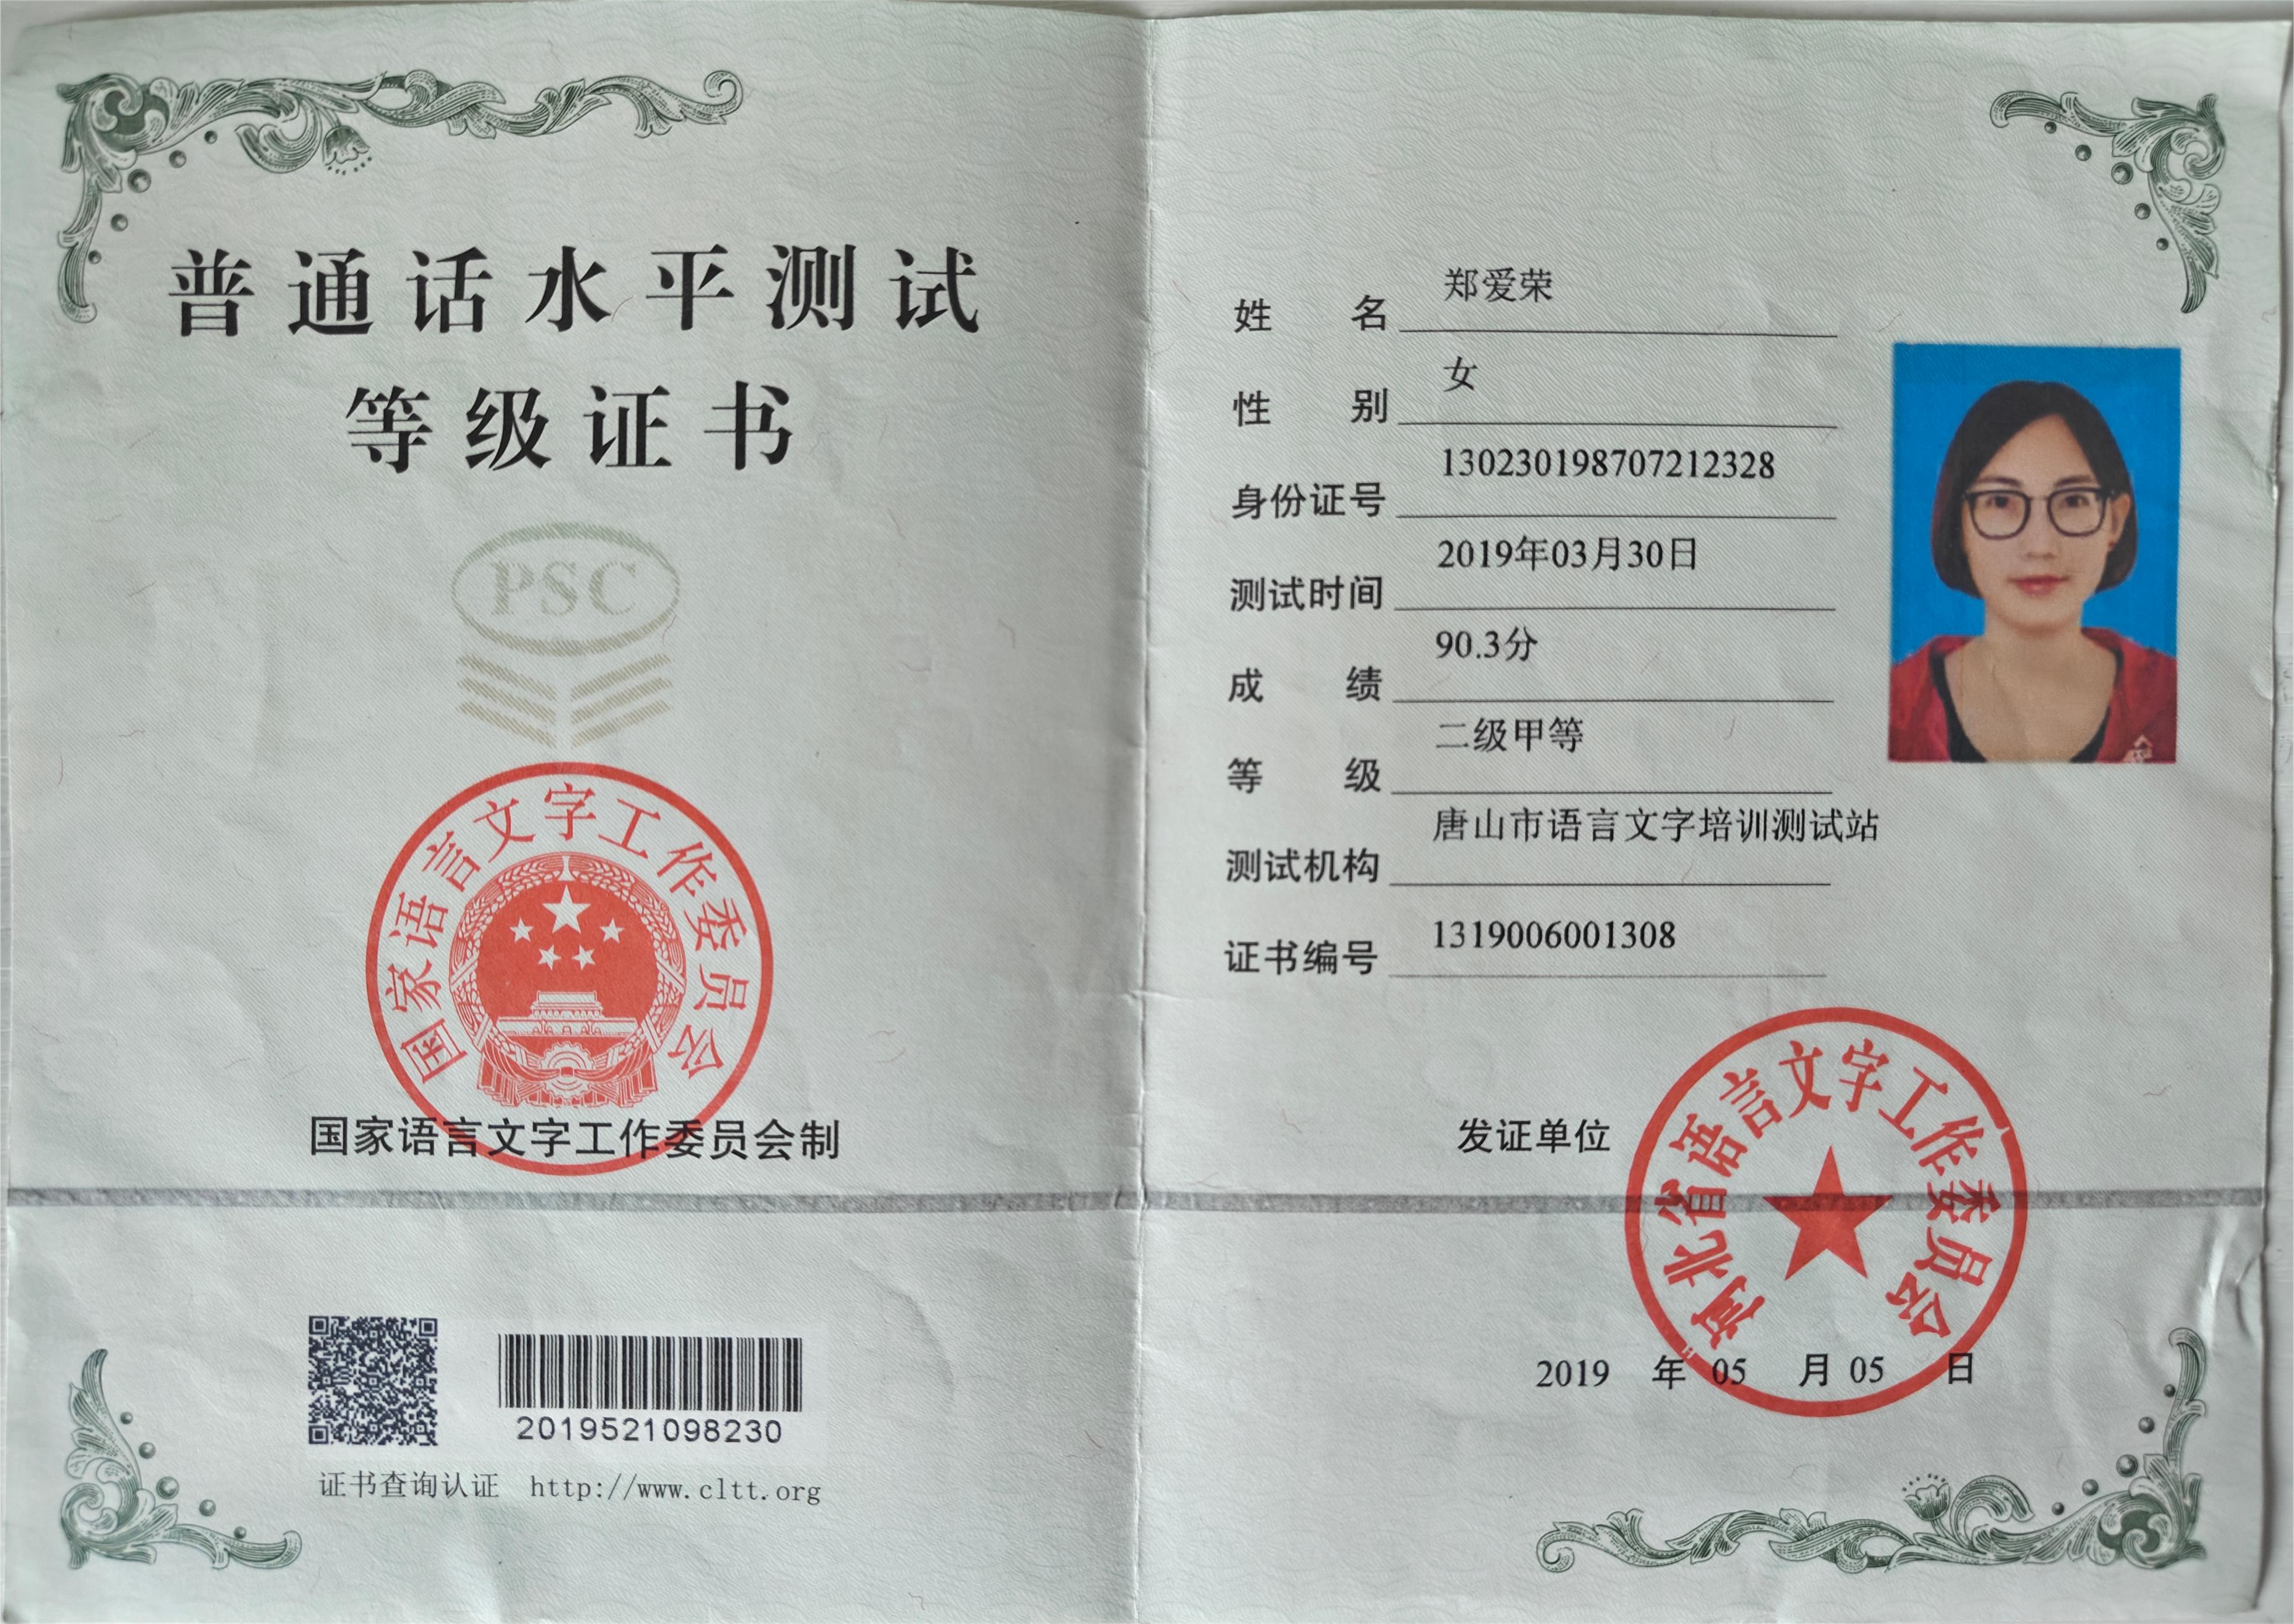 普通话水平测试
等级证书
PSC
国家语言文字工作委员会
国家语言文字工作委员会制
2019521098230
证书查询认证 http://www.cltt.org
姓 名 郑爱荣
性 别 女
身份证号 130230198707212328
测试时间 2019年03月30日
成 绩 90.3分
等 级 二级甲等
测试机构 唐山市语言文字培训测试站
证书编号 1319006001308
发证单位
河北省语言文字工作委员会
2019 年 05 月 05 日